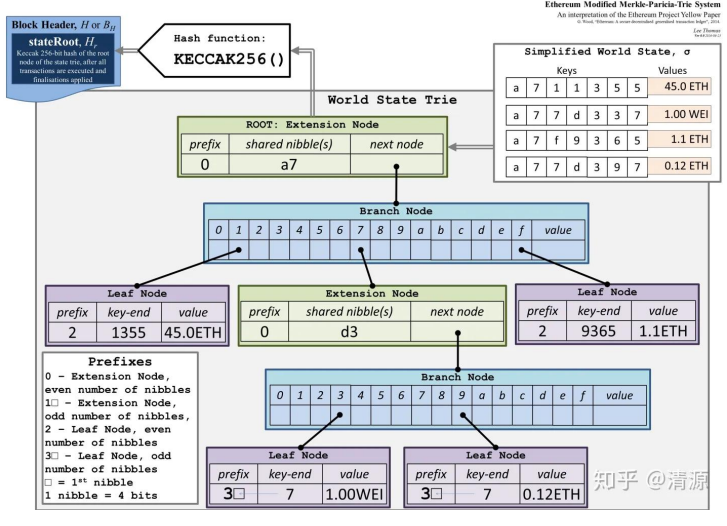 Ethereum Modified Merkle-Paricia-Trie System
An interpretation of the Ethereum Project Yellow Paper
G. Wood, "Ethereum: A secure decentralised generalised transaction ledger", 2014.
Lee Thomas
Block Header, H or B_H
stateRoot, H_r
Keccak 256-bit hash of the root
node of the state trie, after all
transactions are executed and
finalisations applied
Hash function:
KECCAK256()
Simplified World State, σ
Keys Values
a 7 1 1 3 5 5 45.0 ETH
a 7 7 d 3 3 7 1.00 WEI
a 7 f 9 3 6 5 1.1 ETH
a 7 7 d 3 9 7 0.12 ETH
World State Trie
ROOT: Extension Node
prefix shared nibble(s) next node
0 a7
Branch Node
0 1 2 3 4 5 6 7 8 9 a b c d e f value
Leaf Node
prefix key-end value
2 1355 45.0ETH
Extension Node
prefix shared nibble(s) next node
0 d3
Leaf Node
prefix key-end value
2 9365 1.1ETH
Prefixes
0 - Extension Node,
even number of nibbles
1□ - Extension Node,
odd number of nibbles,
2 - Leaf Node, even
number of nibbles
3□ - Leaf Node, odd
number of nibbles
□ = 1st nibble
1 nibble = 4 bits
Branch Node
0 1 2 3 4 5 6 7 8 9 a b c d e f value
Leaf Node
prefix key-end value
3□ 7 1.00WEI
Leaf Node
prefix key-end value
3□ 7 0.12ETH
知乎 @清源